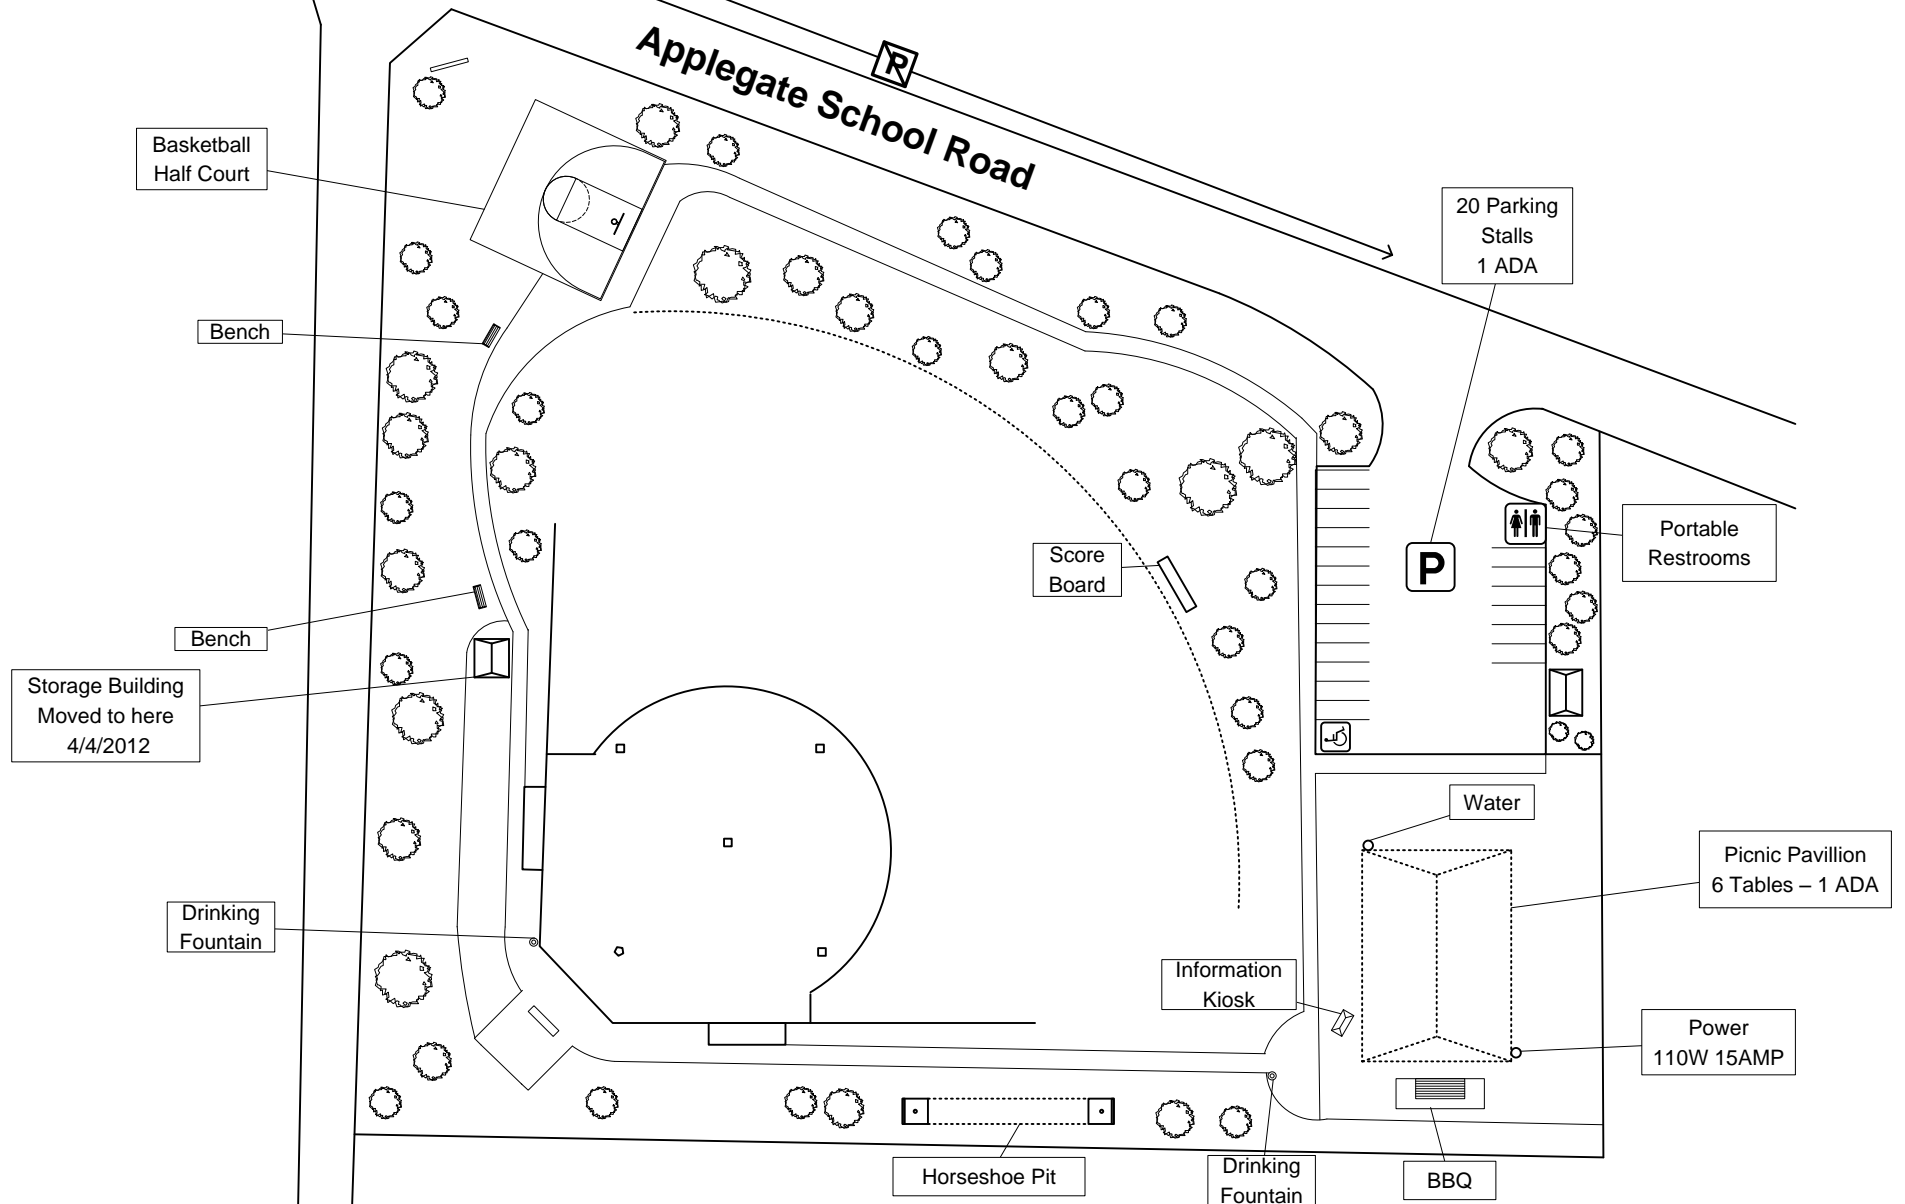 P
Applegate School Road
Basketball
Half Court
20 Parking
Stalls
1 ADA
Bench
Portable
Restrooms
Score
Board
P
Bench
Storage Building
Moved to here
4/4/2012
Water
Picnic Pavillion
6 Tables – 1 ADA
Drinking
Fountain
Information
Kiosk
Power
110W 15AMP
Horseshoe Pit
Drinking
Fountain
BBQ